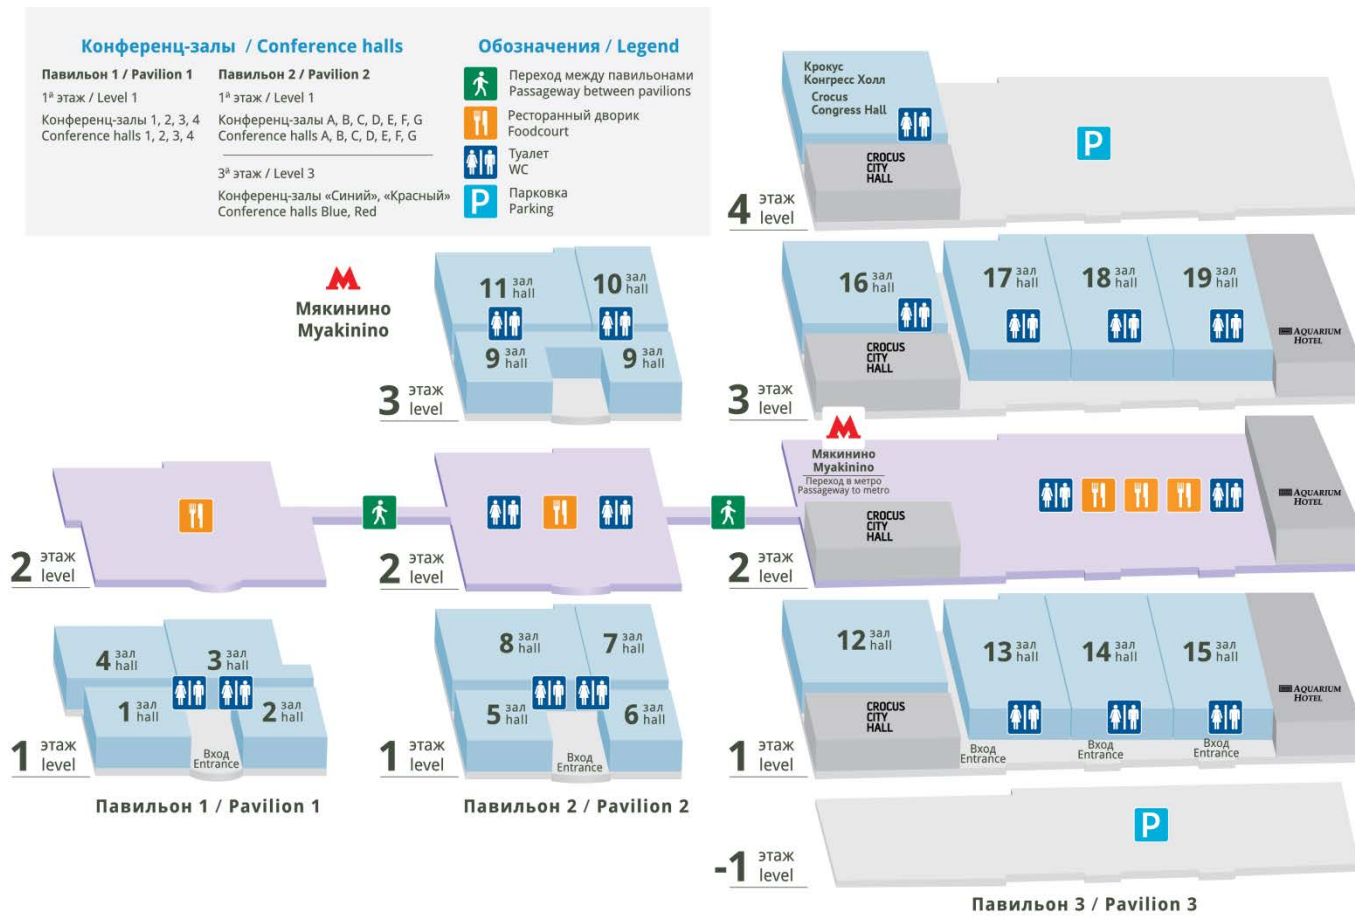 Конференц-залы / Conference halls
Павильон 1 / Pavilion 1
1й этаж / Level 1
Конференц-залы 1, 2, 3, 4
Conference halls 1, 2, 3, 4
Павильон 2 / Pavilion 2
1й этаж / Level 1
Конференц-залы A, B, C, D, E, F, G
Conference halls A, B, C, D, E, F, G
3й этаж / Level 3
Конференц-залы «Синий», «Красный»
Conference halls Blue, Red
Обозначения / Legend
Переход между павильонами
Passageway between pavilions
Ресторанный дворик
Foodcourt
Туалет
WC
P
Парковка
Parking
Крокус
Конгресс Холл
Crocus
Congress Hall
CROCUS
CITY
HALL
P
4 этаж
level
Мякинино
Myakinino
11 зал
hall
10 зал
hall
9 зал
hall
9 зал
hall
3 этаж
level
16 зал
hall
17 зал
hall
18 зал
hall
19 зал
hall
CROCUS
CITY
HALL
AQUARIUM
HOTEL
3 этаж
level
2 этаж
level
2 этаж
level
Мякинино
Myakinino
Переход в метро
Passageway to metro
CROCUS
CITY
HALL
AQUARIUM
HOTEL
2 этаж
level
4 зал
hall
3 зал
hall
1 зал
hall
2 зал
hall
Вход
Entrance
1 этаж
level
Павильон 1 / Pavilion 1
8 зал
hall
7 зал
hall
5 зал
hall
6 зал
hall
Вход
Entrance
1 этаж
level
Павильон 2 / Pavilion 2
12 зал
hall
13 зал
hall
14 зал
hall
15 зал
hall
CROCUS
CITY
HALL
AQUARIUM
HOTEL
Вход
Entrance
Вход
Entrance
Вход
Entrance
1 этаж
level
P
-1 этаж
level
Павильон 3 / Pavilion 3